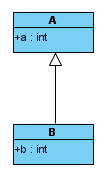 A
+a : int
B
+b : int